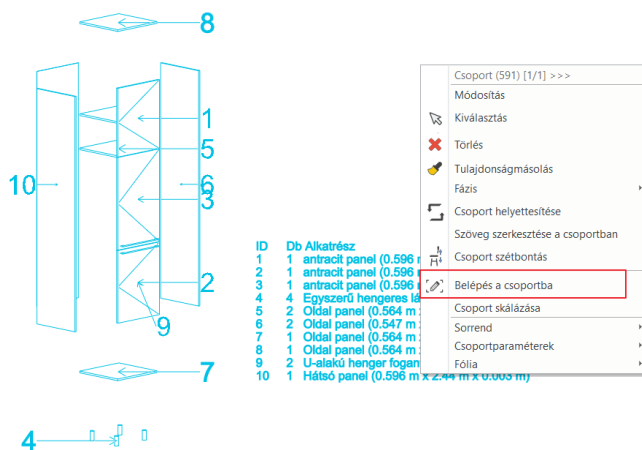 8
1
5
10
6
3
2
9
7
4
ID Db Alkatrész
1 1 antracit panel (0.596
2 1 antracit panel (0.596
3 1 antracit panel (0.596
4 4 Egyszerű hengeres lá
5 2 Oldal panel (0.564 m
6 2 Oldal panel (0.547 m
7 1 Oldal panel (0.564 m
8 1 Oldal panel (0.564 m
9 2 U-alakú henger fogan
10 1 Hátsó panel (0.596 m x 2.44 m x 0.003 m)
Csoport (591) [1/1] >>>
Módosítás
Kiválasztás
Törlés
Tulajdonságmásolás
Fázis
Csoport helyettesítése
Szöveg szerkesztése a csoportban
Csoport szétbontás
Belépés a csoportba
Csoport skálázása
Sorrend
Csoportparaméterek
Fólia